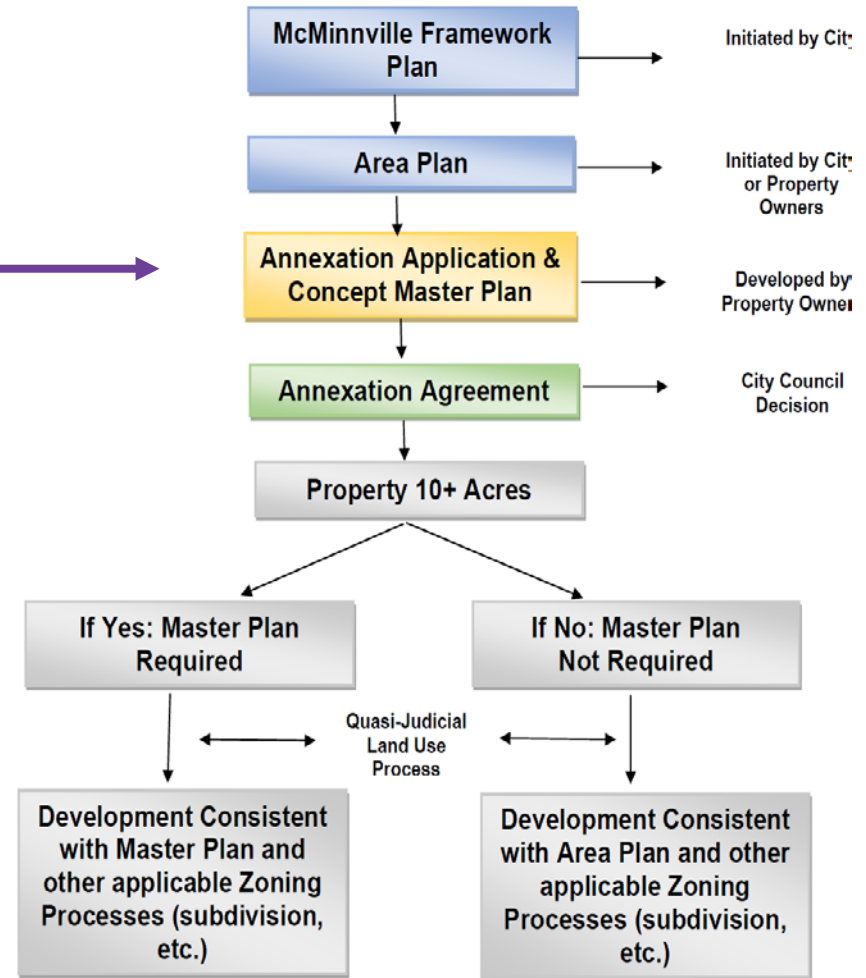 McMinnville Framework
Plan
Initiated by City
Area Plan
Initiated by City
or Property
Owners
Annexation Application &
Concept Master Plan
Developed by
Property Owner
Annexation Agreement
City Council
Decision
Property 10+ Acres
If Yes: Master Plan
Required
If No: Master Plan
Not Required
Quasi-Judicial
Land Use
Process
Development Consistent
with Master Plan and
other applicable Zoning
Processes (subdivision,
etc.)
Development Consistent
with Area Plan and other
applicable Zoning
Processes (subdivision,
etc.)